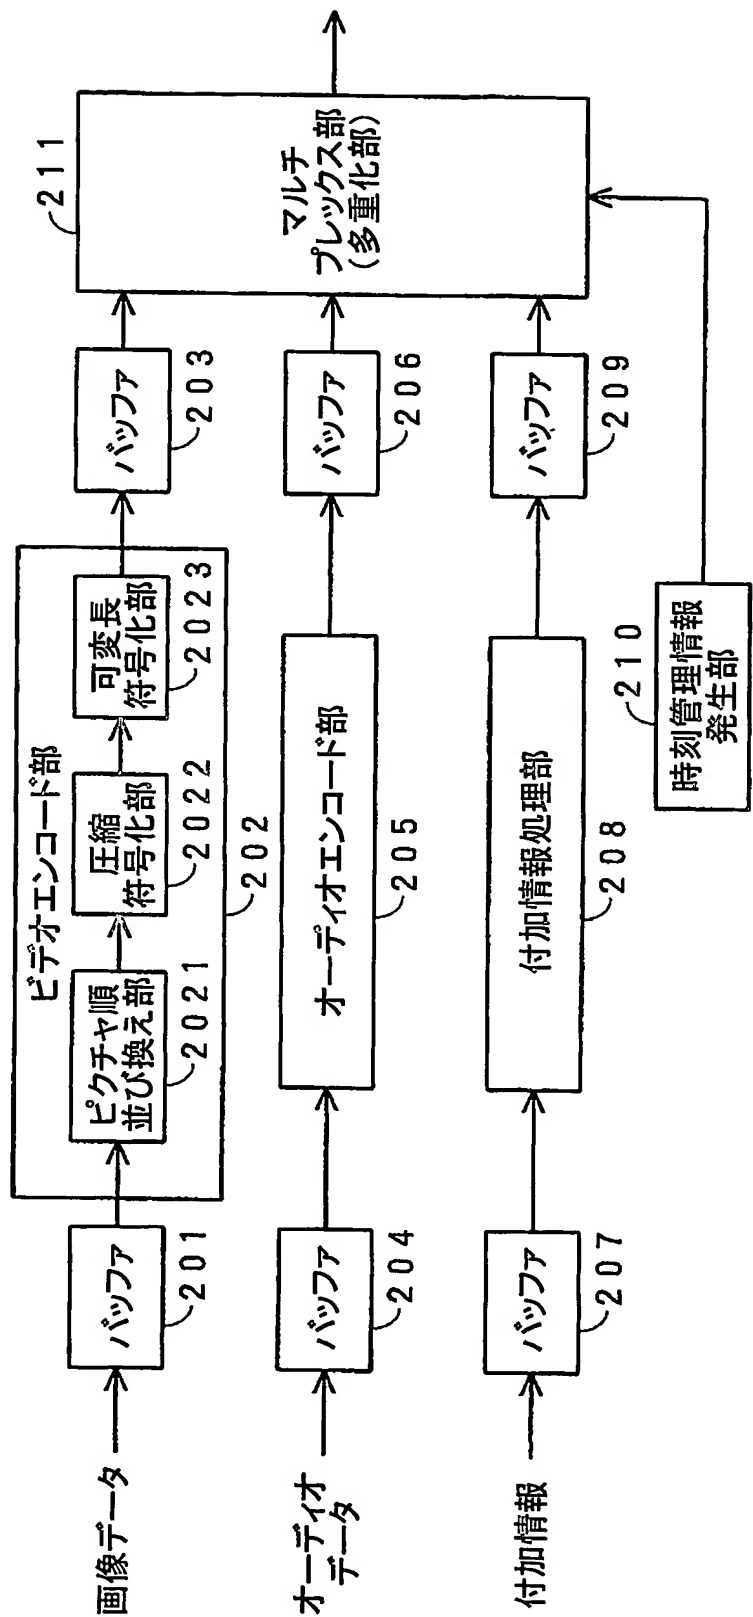 画像データ
バッファ
201
ビデオエンコード部
ピクチャ順
並び換え部
2021
圧縮
符号化部
2022
可変長
符号化部
2023
202
バッファ
203
オーディオ
データ
バッファ
204
オーディオエンコード部
205
バッファ
206
付加情報
バッファ
207
付加情報処理部
208
バッファ
209
時刻管理情報
発生部
210
マルチ
プレックス部
(多重化部)
211